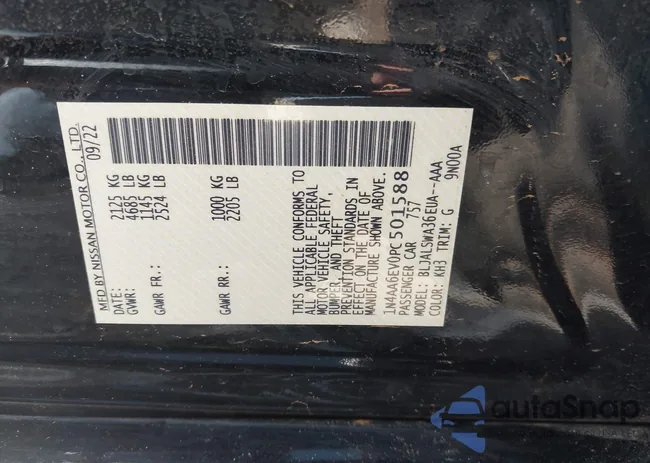 MFD BY NISSAN MOTOR CO., LTD.
DATE: 09/22
GVWR: 2125 KG
4685 LB
GAWR FR: 1145 KG
2524 LB
GAWR RR: 1000 KG
2205 LB
THIS VEHICLE CONFORMS TO
ALL APPLICABLE FEDERAL
MOTOR VEHICLE SAFETY,
BUMPER, AND THEFT
PREVENTION STANDARDS IN
EFFECT ON THE DATE OF
MANUFACTURE SHOWN ABOVE.
1N4AA6EV0PC501588
PASSENGER CAR 757
MODEL: BLJALSWA36EUA--AAA
COLOR: KH3 TRIM: G 9N00A
autoSnap